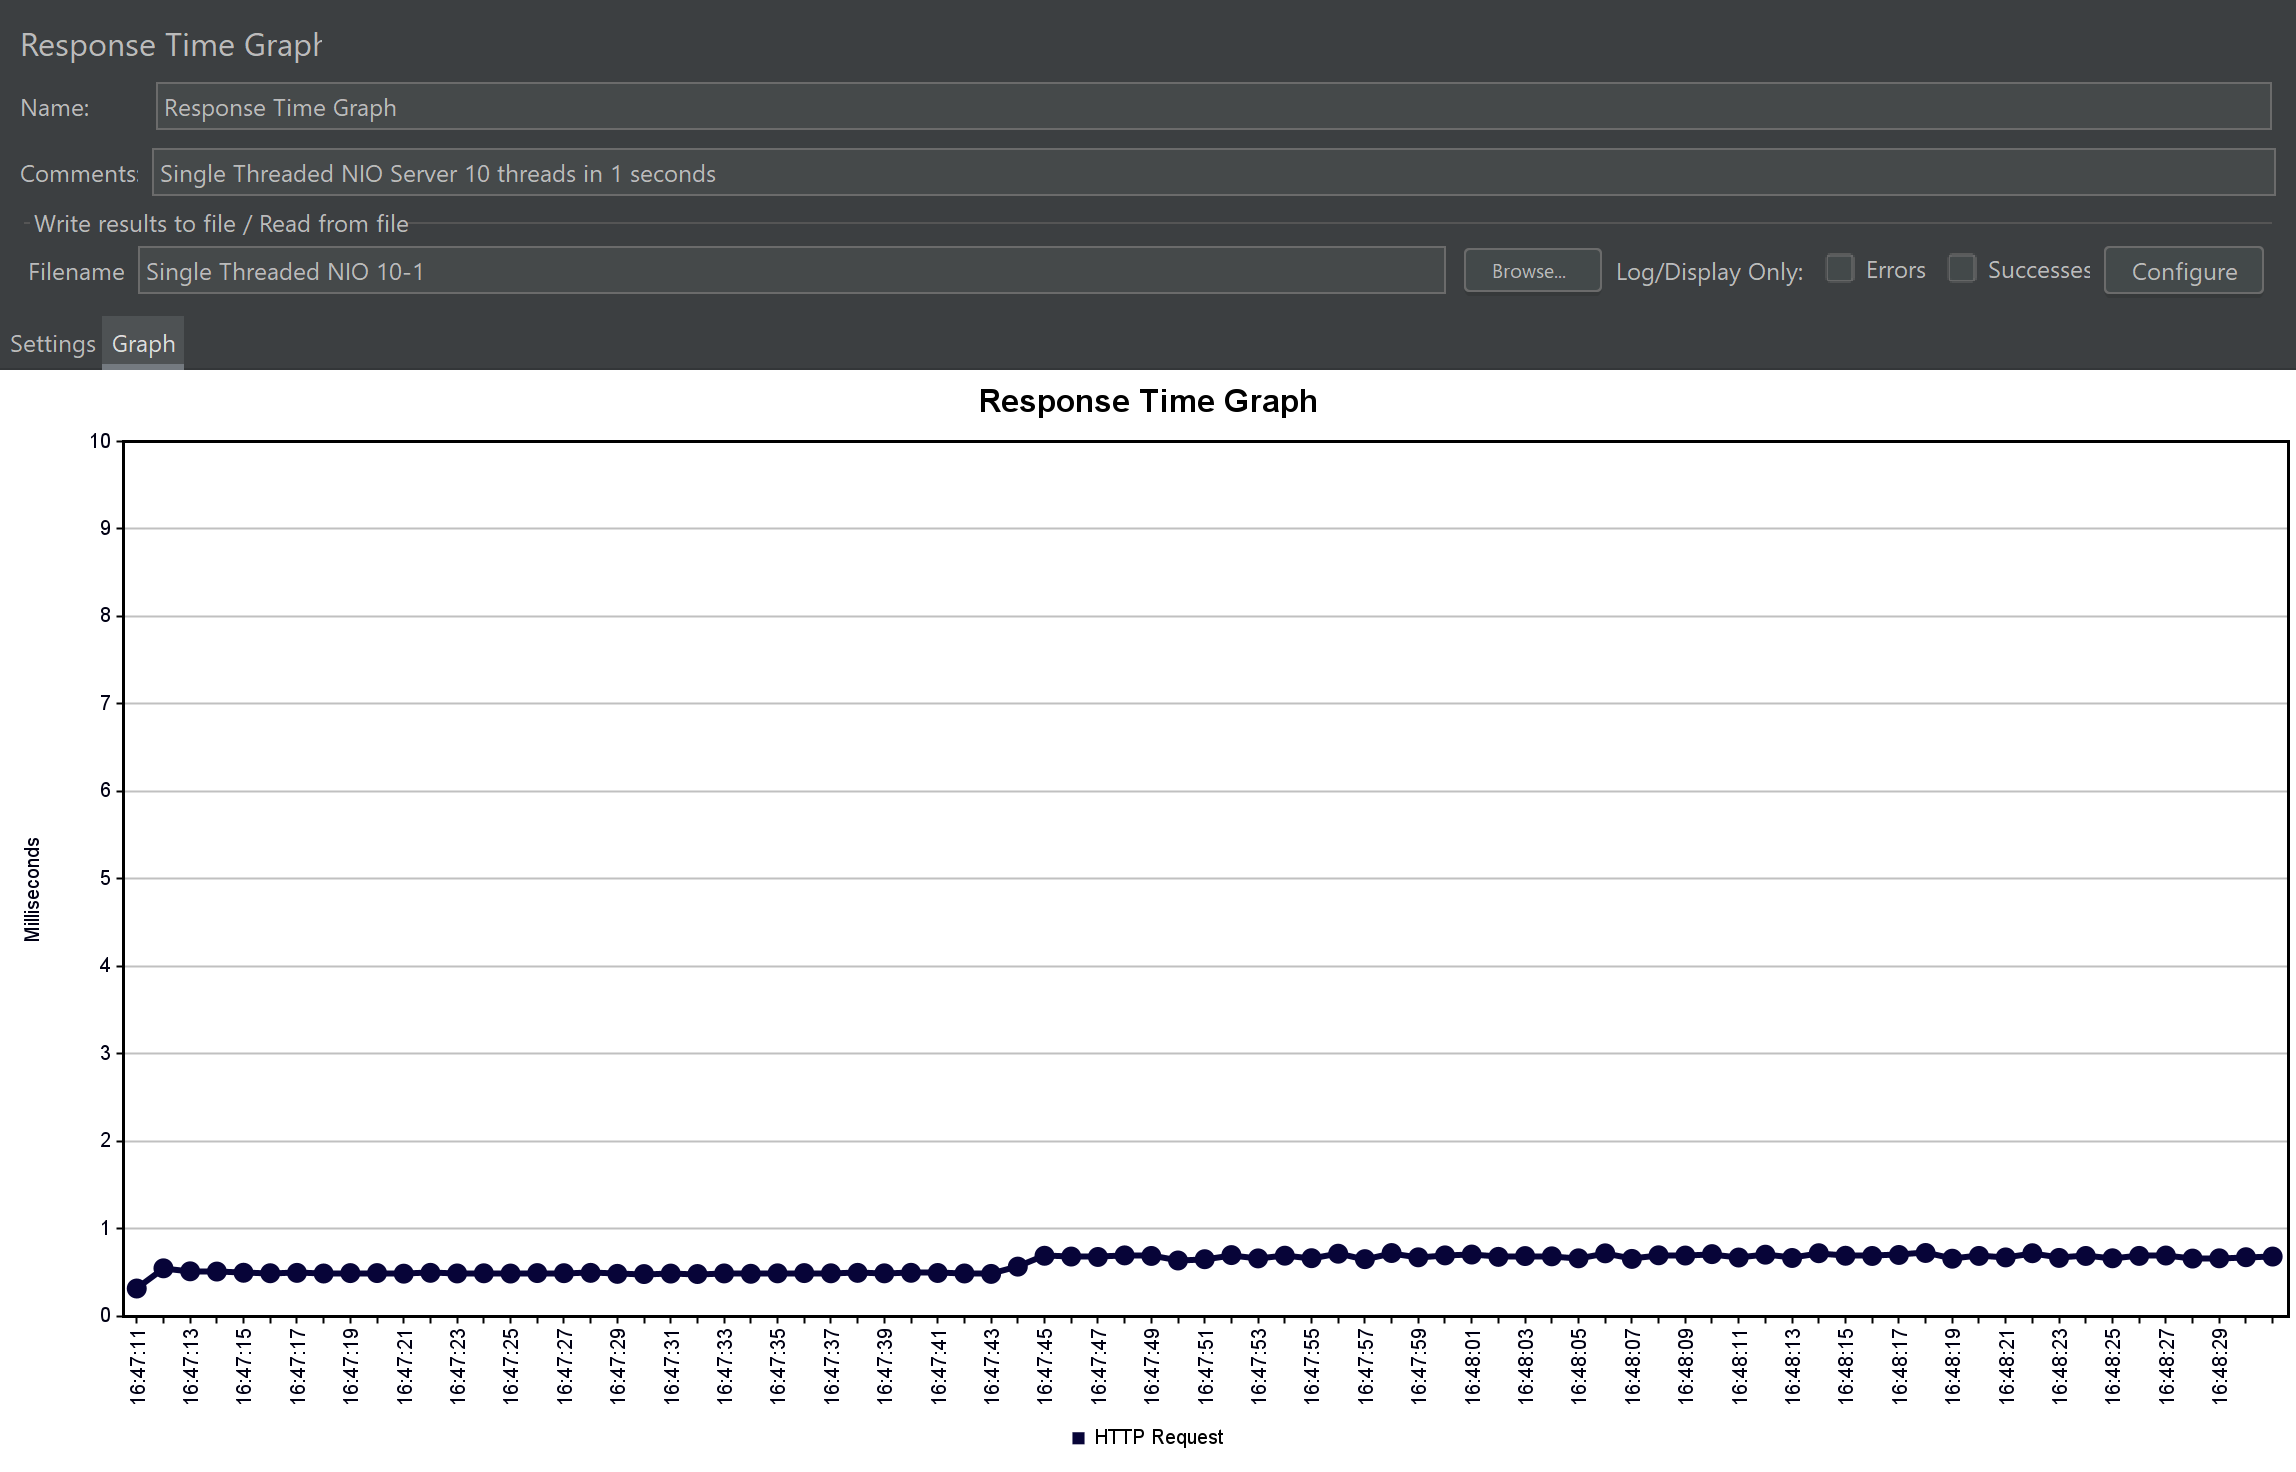 Response Time Graph
Name: Response Time Graph
Comments: Single Threaded NIO Server 10 threads in 1 seconds
Write results to file / Read from file
Filename Single Threaded NIO 10-1 Browse... Log/Display Only: Errors Successes Configure
Settings Graph
Response Time Graph
10
9
8
7
6
5
4
3
2
1
0
Milliseconds
16:47:11 16:47:13 16:47:15 16:47:17 16:47:19 16:47:21 16:47:23 16:47:25 16:47:27 16:47:29 16:47:31 16:47:33 16:47:35 16:47:37 16:47:39 16:47:41 16:47:43 16:47:45 16:47:47 16:47:49 16:47:51 16:47:53 16:47:55 16:47:57 16:47:59 16:48:01 16:48:03 16:48:05 16:48:07 16:48:09 16:48:11 16:48:13 16:48:15 16:48:17 16:48:19 16:48:21 16:48:23 16:48:25 16:48:27 16:48:29
HTTP Request